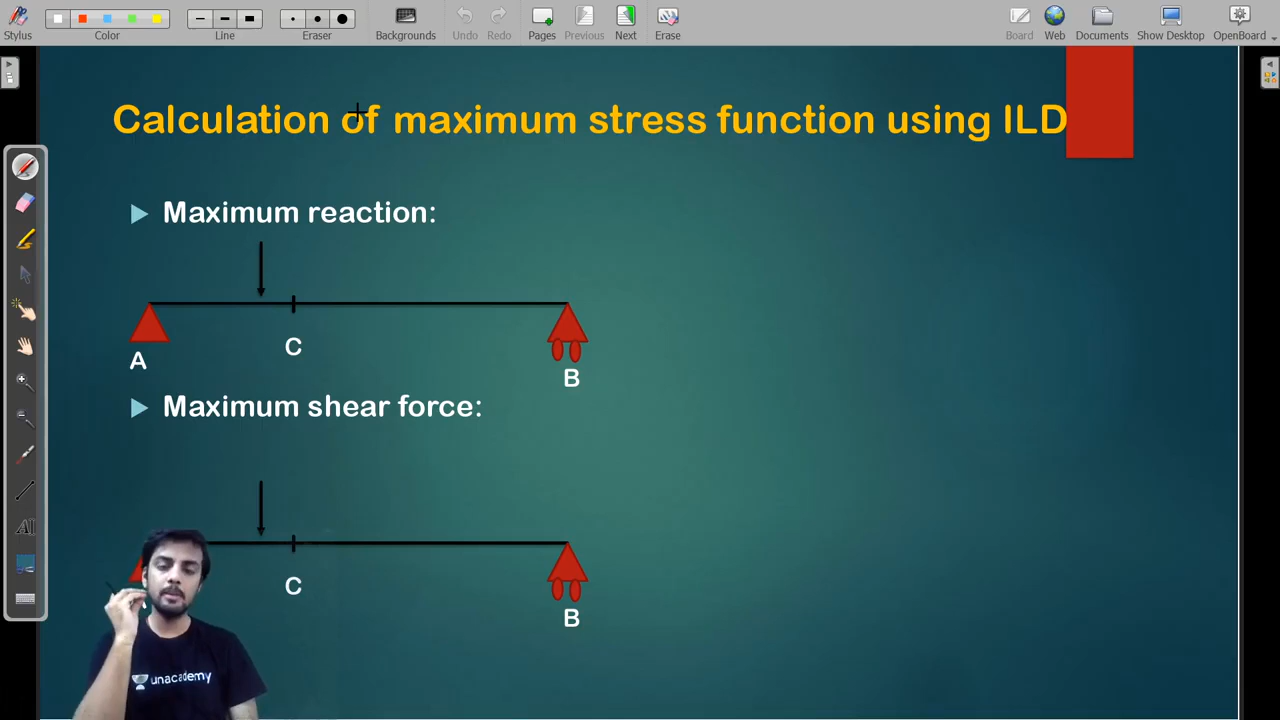 Stylus
Color
Line
Eraser
Backgrounds
Undo
Redo
Pages
Previous
Next
Erase
Board
Web
Documents
Show Desktop
OpenBoard
Calculation of maximum stress function using ILD
Maximum reaction:
C
A
B
Maximum shear force:
C
B
unacademy